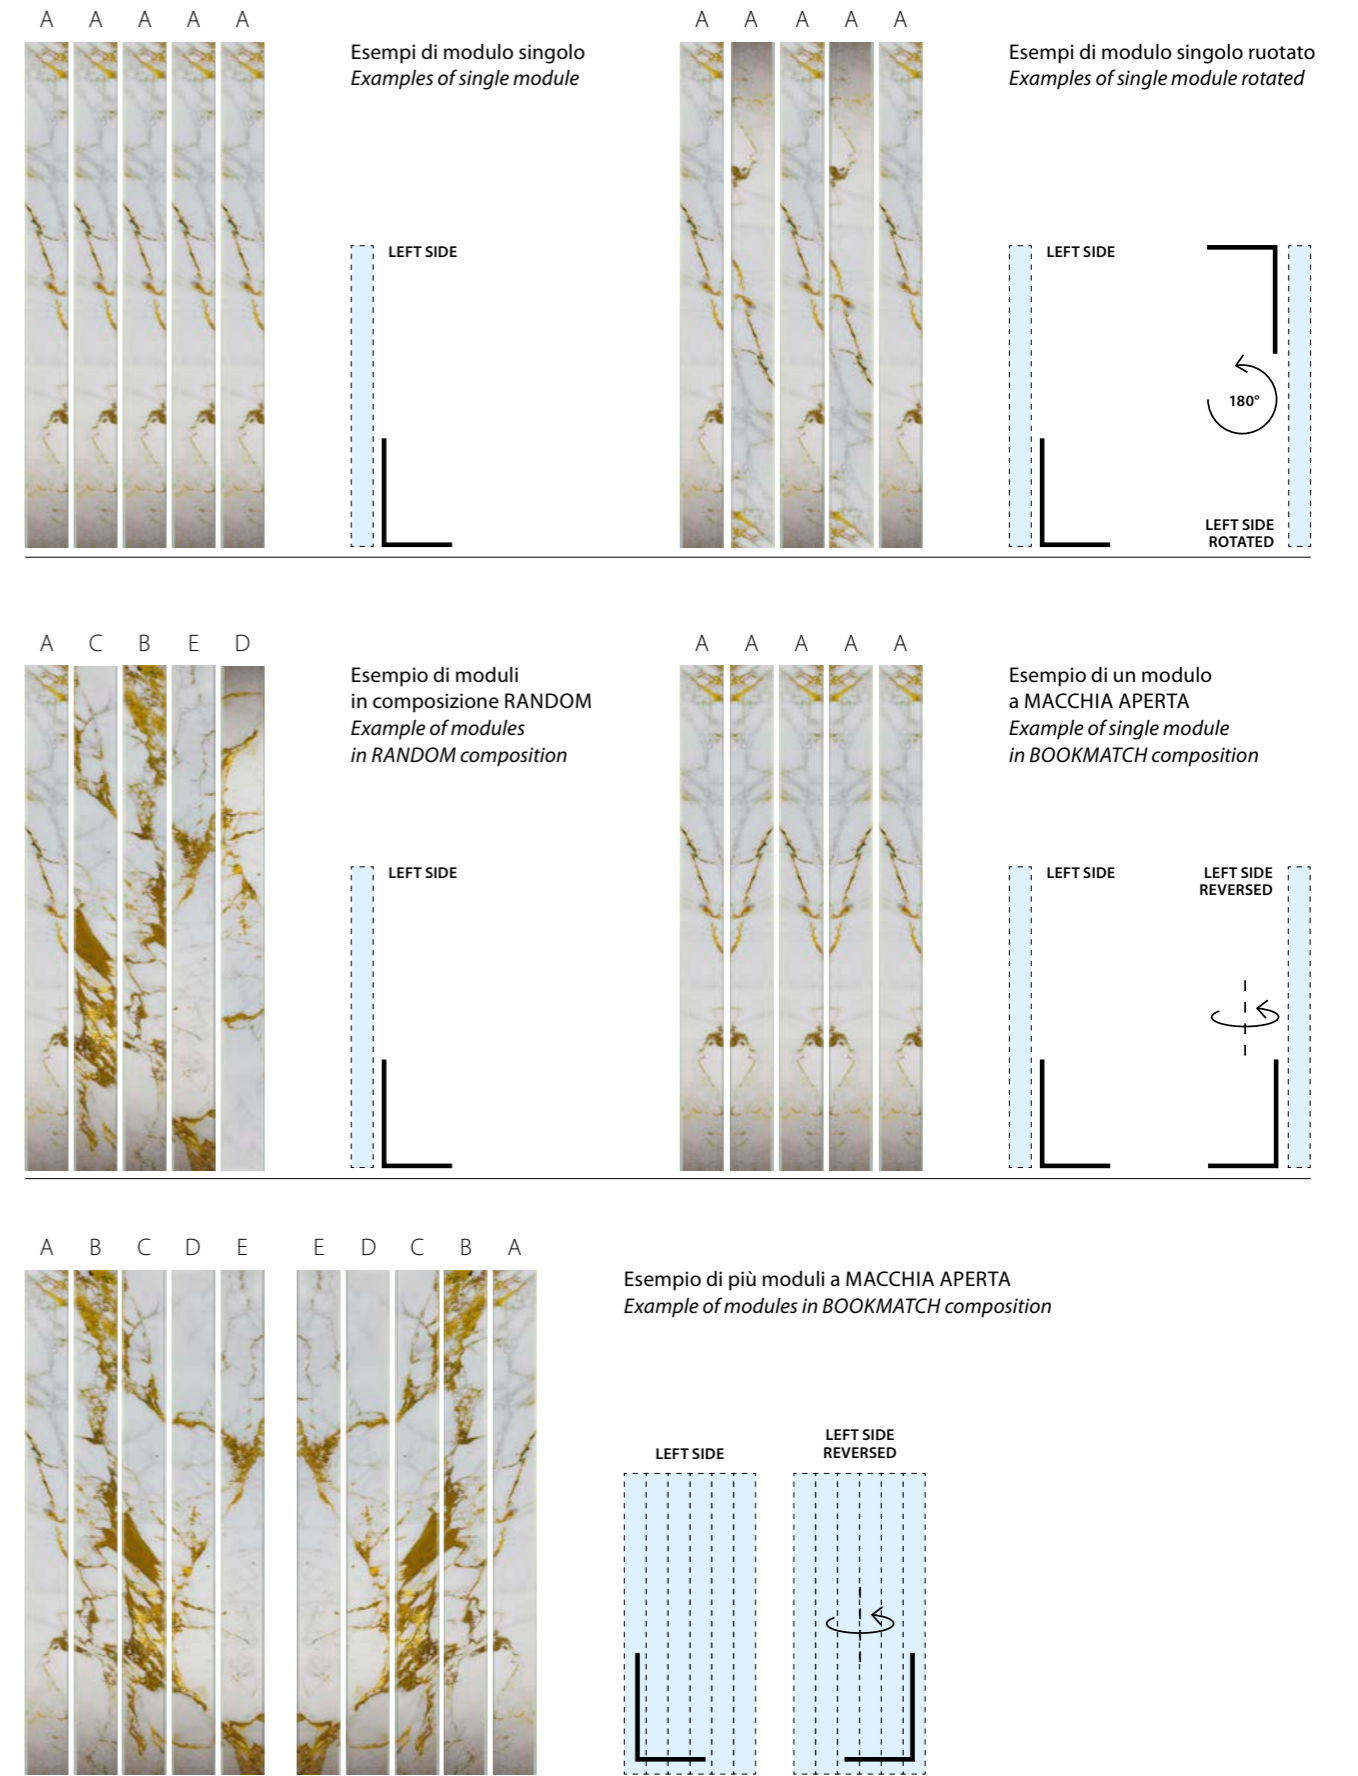 A A A A A
Esempi di modulo singolo
Examples of single module
LEFT SIDE
A A A A A
Esempi di modulo singolo ruotato
Examples of single module rotated
LEFT SIDE
180°
LEFT SIDE
ROTATED
A C B E D
Esempio di moduli
in composizione RANDOM
Example of modules
in RANDOM composition
LEFT SIDE
A A A A A
Esempio di un modulo
a MACCHIA APERTA
Example of single module
in BOOKMATCH composition
LEFT SIDE
LEFT SIDE
REVERSED
A B C D E E D C B A
Esempio di più moduli a MACCHIA APERTA
Example of modules in BOOKMATCH composition
LEFT SIDE
LEFT SIDE
REVERSED